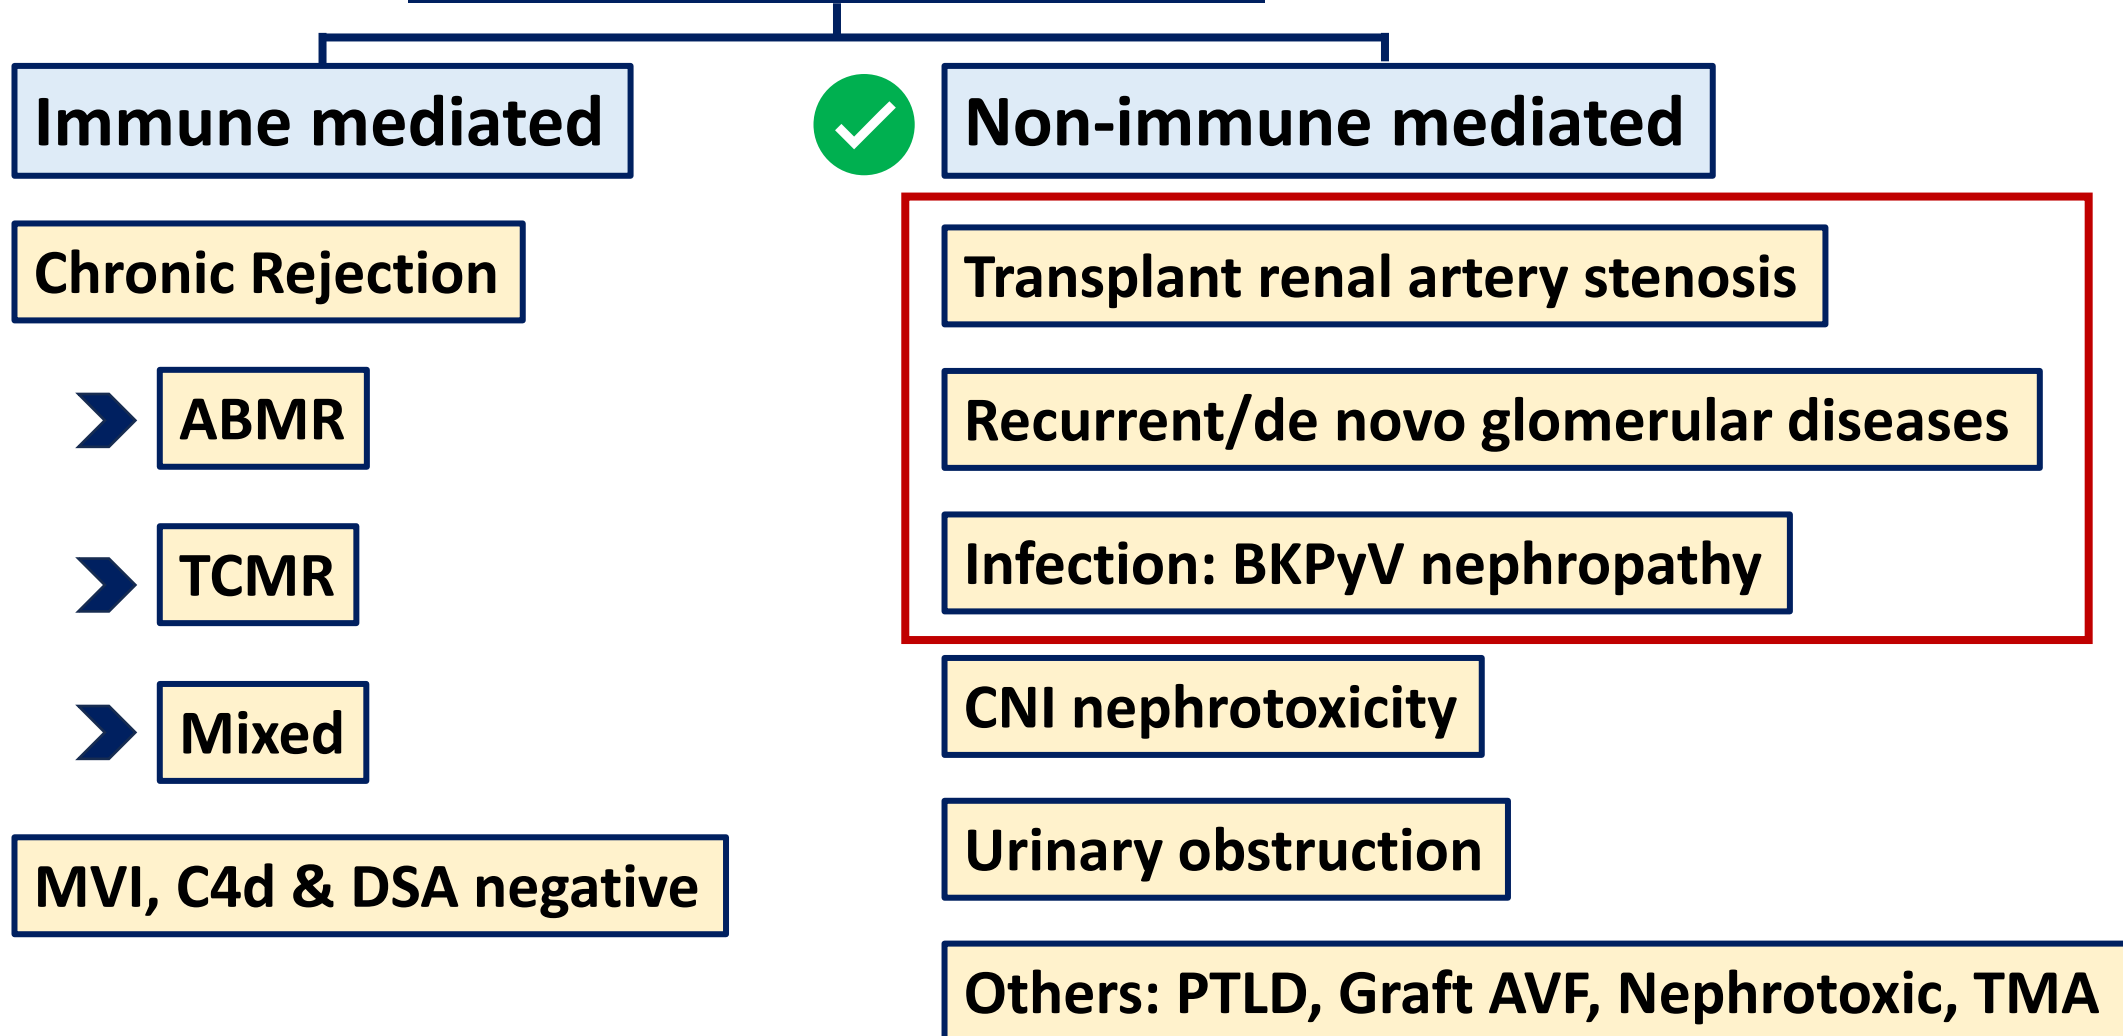 Immune mediated
Chronic Rejection
ABMR
TCMR
Mixed
MVI, C4d & DSA negative
Non-immune mediated
Transplant renal artery stenosis
Recurrent/de novo glomerular diseases
Infection: BKPyV nephropathy
CNI nephrotoxicity
Urinary obstruction
Others: PTLD, Graft AVF, Nephrotoxic, TMA